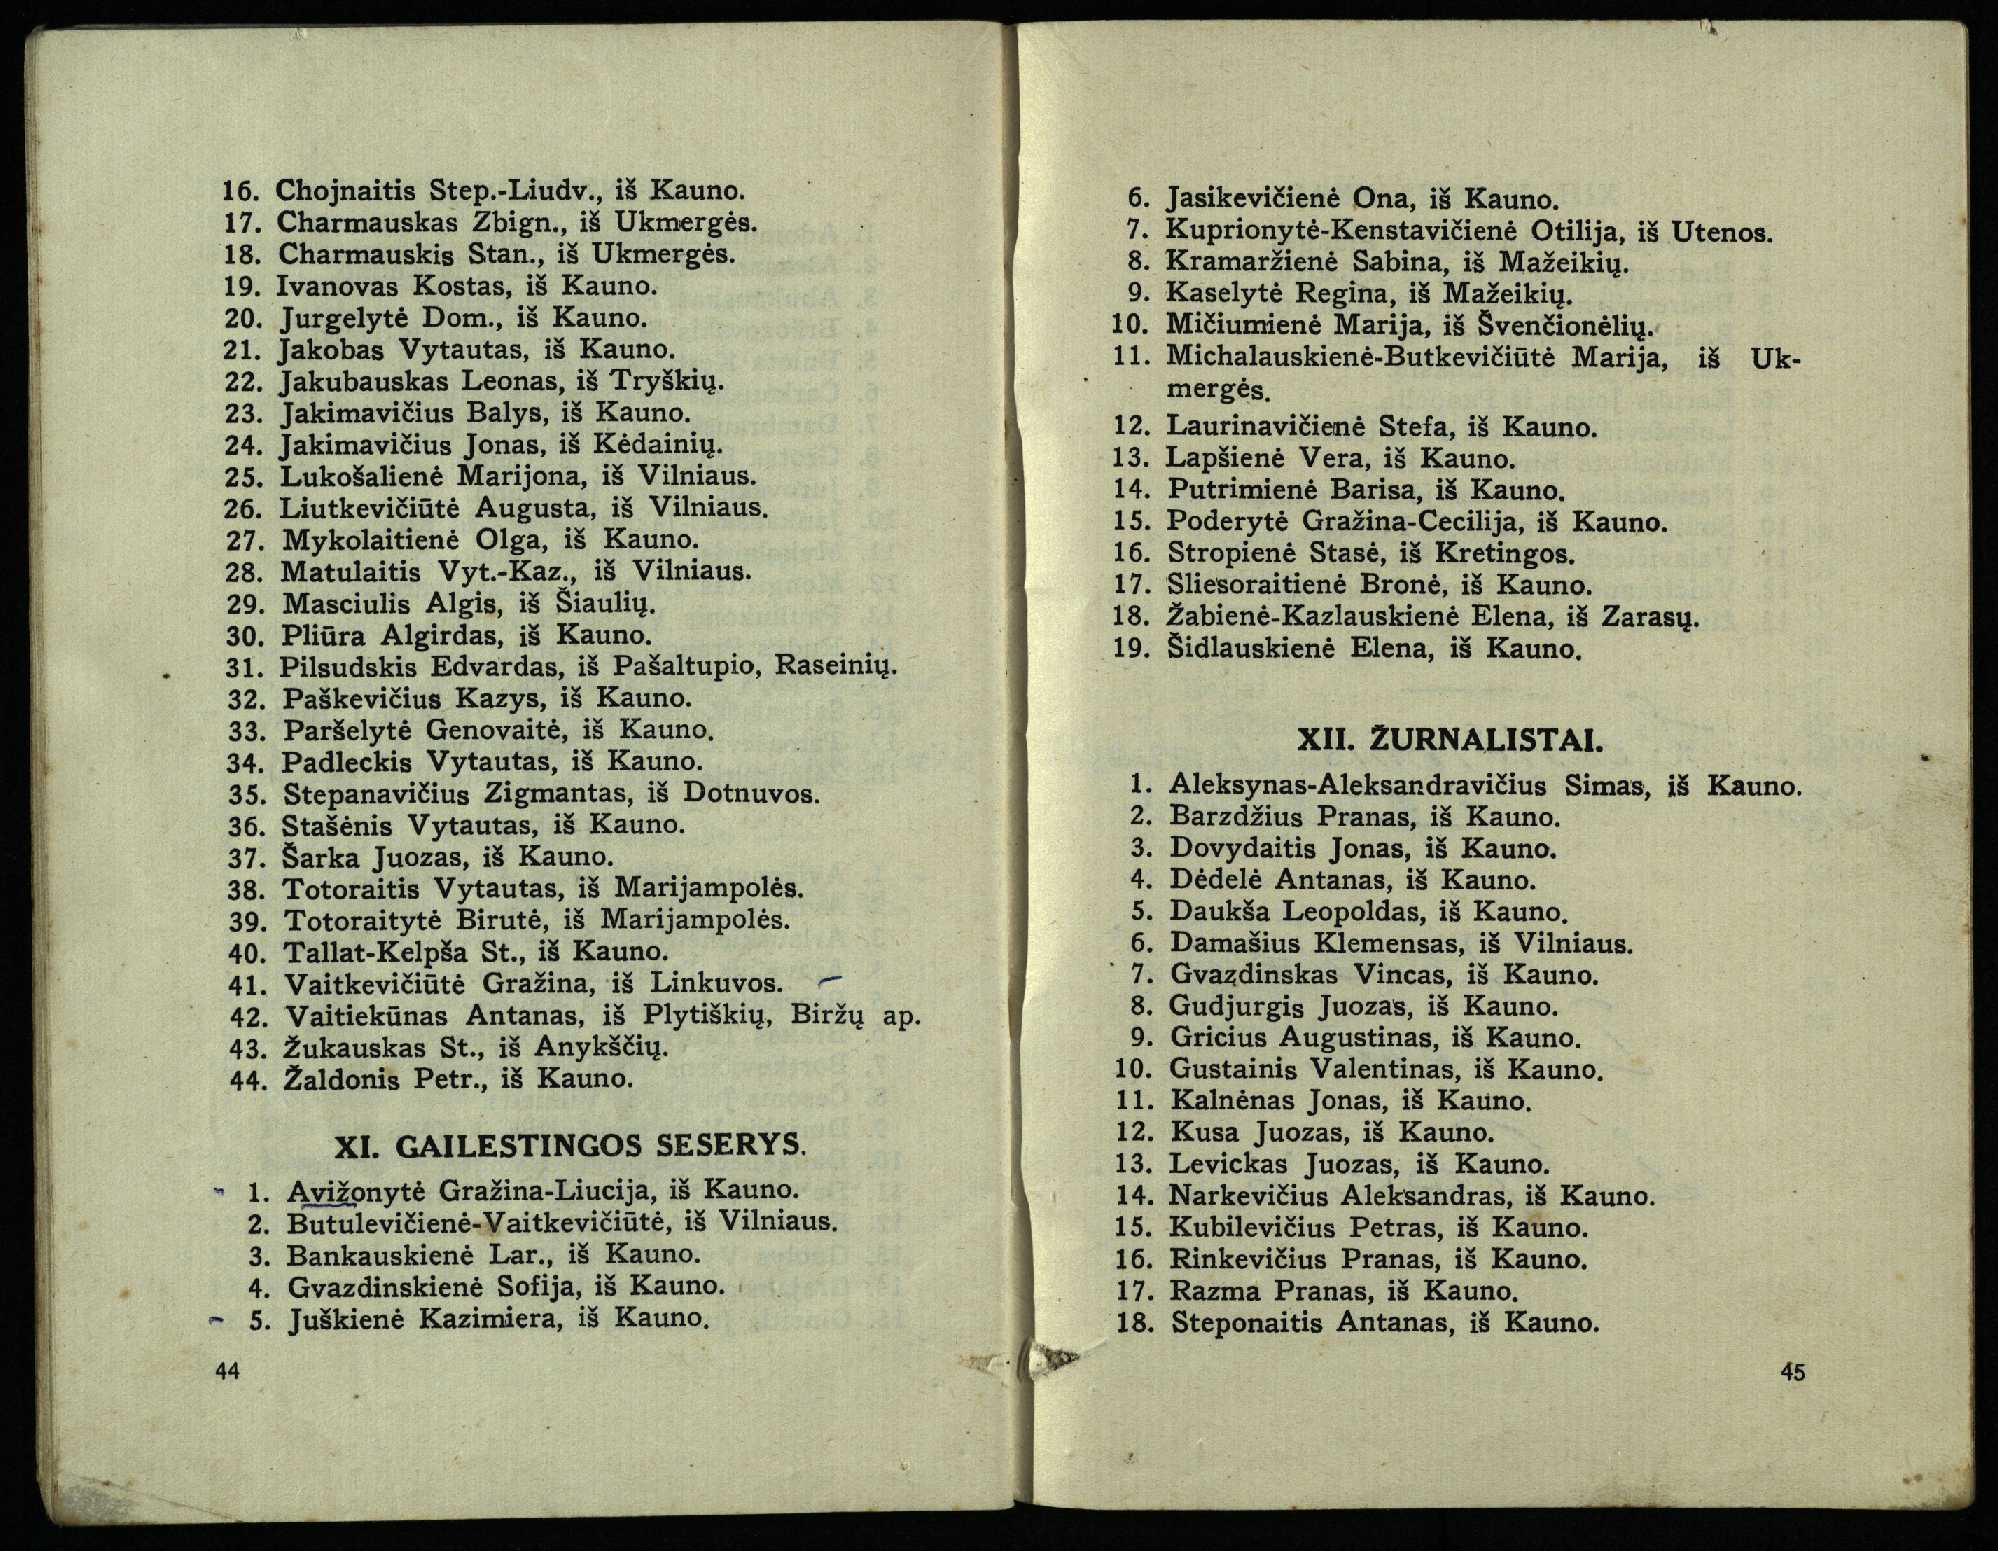 16. Chojnaitis Step.-Liudv., iš Kauno.
17. Charmauskas Zbign., iš Ukmergės.
18. Charmauskis Stan., iš Ukmergės.
19. Ivanovas Kostas, iš Kauno.
20. Jurgelytė Dom., iš Kauno.
21. Jakobas Vytautas, iš Kauno.
22. Jakubauskas Leonas, iš Tryškių.
23. Jakimavičius Balys, iš Kauno.
24. Jakimavičius Jonas, iš Kėdainių.
25. Lukošalienė Marijona, iš Vilniaus.
26. Liutkevičiūtė Augusta, iš Vilniaus.
27. Mykolaitienė Olga, iš Kauno.
28. Matulaitis Vyt.-Kaz., iš Vilniaus.
29. Masciulis Algis, iš Šiaulių.
30. Pliūra Algirdas, iš Kauno.
31. Pilsudskis Edvardas, iš Pašaltupio, Raseinių.
32. Paškevičius Kazys, iš Kauno.
33. Paršelytė Genovaitė, iš Kauno.
34. Padleckis Vytautas, iš Kauno.
35. Stepanavičius Zigmantas, iš Dotnuvos.
36. Stašėnis Vytautas, iš Kauno.
37. Šarka Juozas, iš Kauno.
38. Totoraitis Vytautas, iš Marijampolės.
39. Totoraitytė Birutė, iš Marijampolės.
40. Tallat-Kelpša St., iš Kauno.
41. Vaitkevičiūtė Gražina, iš Linkuvos.
42. Vaitiekūnas Antanas, iš Plytiškių, Biržų ap.
43. Žukauskas St., iš Anykščių.
44. Žaldonis Petr., iš Kauno.
XI. GAILESTINGOS SESERYS.
1. Avižonytė Gražina-Liucija, iš Kauno.
2. Butulevičienė-Vaitkevičiūtė, iš Vilniaus.
3. Bankauskienė Lar., iš Kauno.
4. Gvazdinskienė Sofija, iš Kauno.
5. Juškienė Kazimiera, iš Kauno.
44
6. Jasikevičienė Ona, iš Kauno.
7. Kuprionytė-Kenstavičienė Otilija, iš Utenos.
8. Kramaržienė Sabina, iš Mažeikių.
9. Kaselytė Regina, iš Mažeikių.
10. Mičiumienė Marija, iš Švenčionėlių.
11. Michalauskienė-Butkevičiūtė Marija, iš Uk-
mergės.
12. Laurinavičienė Stefa, iš Kauno.
13. Lapšienė Vera, iš Kauno.
14. Putrimienė Barisa, iš Kauno.
15. Poderytė Gražina-Cecilija, iš Kauno.
16. Stropienė Stasė, iš Kretingos.
17. Sliesoraitienė Bronė, iš Kauno.
18. Žabienė-Kazlauskienė Elena, iš Zarasų.
19. Šidlauskienė Elena, iš Kauno.
XII. ŽURNALISTAI.
1. Aleksynas-Aleksandravičius Simas, iš Kauno.
2. Barzdžius Pranas, iš Kauno.
3. Dovydaitis Jonas, iš Kauno.
4. Dėdelė Antanas, iš Kauno.
5. Daukša Leopoldas, iš Kauno.
6. Damašius Klemensas, iš Vilniaus.
7. Gvazdinskas Vincas, iš Kauno.
8. Gudjurgis Juozas, iš Kauno.
9. Gricius Augustinas, iš Kauno.
10. Gustainis Valentinas, iš Kauno.
11. Kalnėnas Jonas, iš Kauno.
12. Kusa Juozas, iš Kauno.
13. Levickas Juozas, iš Kauno.
14. Narkevičius Aleksandras, iš Kauno.
15. Kubilevičius Petras, iš Kauno.
16. Rinkevičius Pranas, iš Kauno.
17. Razma Pranas, iš Kauno.
18. Steponaitis Antanas, iš Kauno.
45